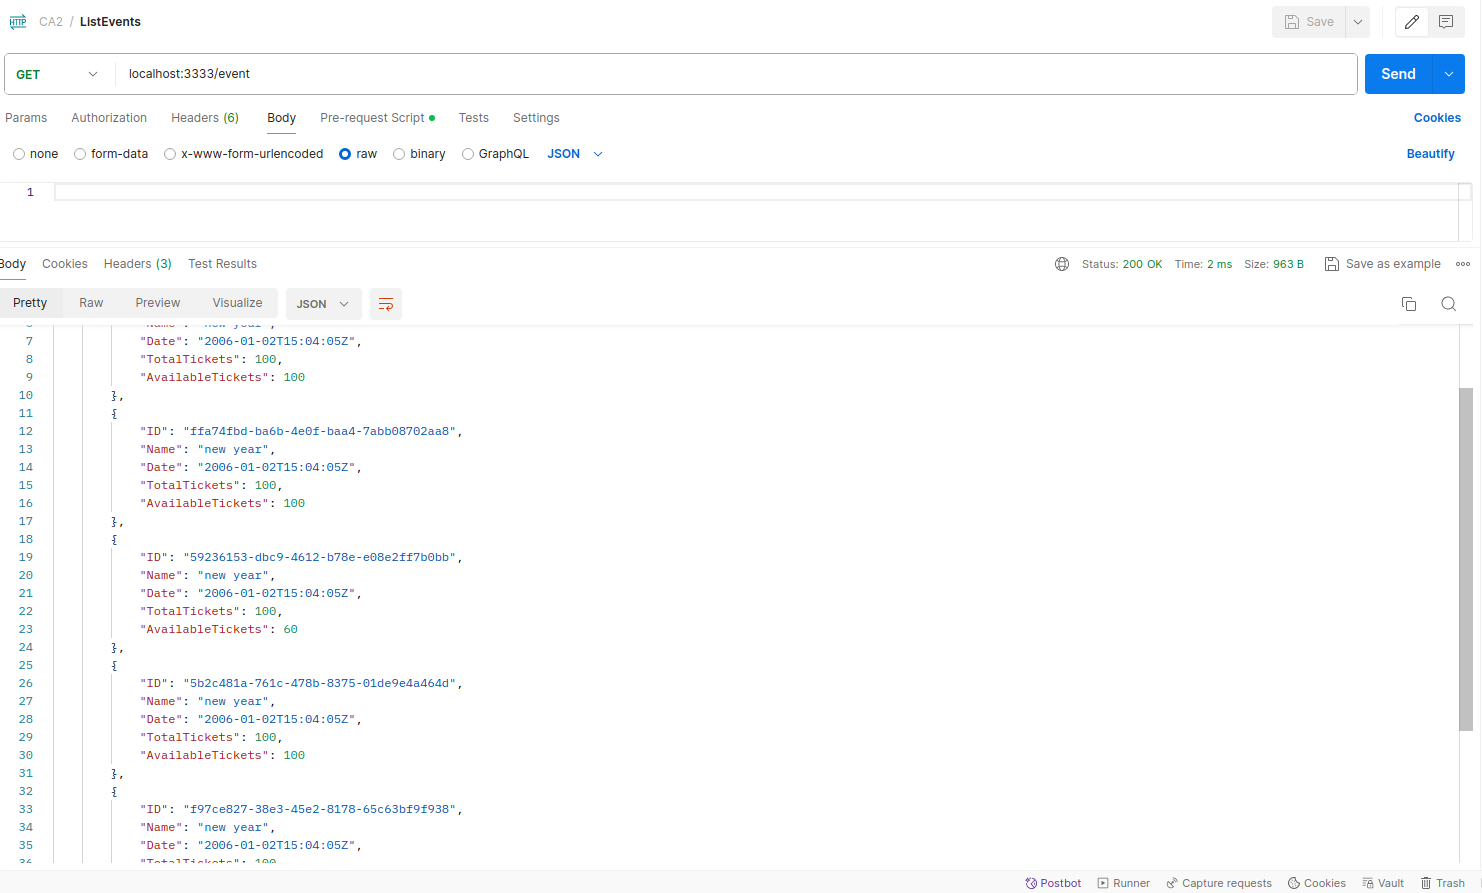 HTTP CA2 / ListEvents Save
GET localhost:3333/event Send
Params Authorization Headers (6) Body Pre-request Script Tests Settings Cookies
none form-data x-www-form-urlencoded raw binary GraphQL JSON Beautify
1
Body Cookies Headers (3) Test Results Status: 200 OK Time: 2 ms Size: 963 B Save as example
Pretty Raw Preview Visualize JSON
6 "Name": "new year",
7 "Date": "2006-01-02T15:04:05Z",
8 "TotalTickets": 100,
9 "AvailableTickets": 100
10 },
11 {
12 "ID": "ffa74fbd-ba6b-4e0f-baa4-7abb08702aa8",
13 "Name": "new year",
14 "Date": "2006-01-02T15:04:05Z",
15 "TotalTickets": 100,
16 "AvailableTickets": 100
17 },
18 {
19 "ID": "59236153-dbc9-4612-b78e-e08e2ff7b0bb",
20 "Name": "new year",
21 "Date": "2006-01-02T15:04:05Z",
22 "TotalTickets": 100,
23 "AvailableTickets": 60
24 },
25 {
26 "ID": "5b2c481a-761c-478b-8375-01de9e4a464d",
27 "Name": "new year",
28 "Date": "2006-01-02T15:04:05Z",
29 "TotalTickets": 100,
30 "AvailableTickets": 100
31 },
32 {
33 "ID": "f97ce827-38e3-45e2-8178-65c63bf9f938",
34 "Name": "new year",
35 "Date": "2006-01-02T15:04:05Z",
36 "TotalTickets": 100
Postbot Runner Capture requests Cookies Vault Trash